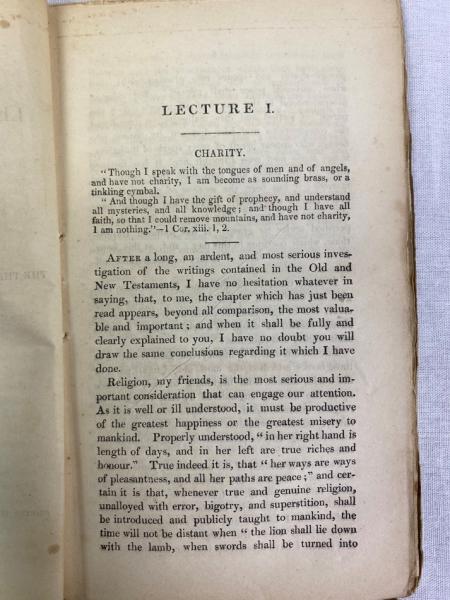 LECTURE I.
CHARITY.
"Though I speak with the tongues of men and of angels,
and have not charity, I am become as sounding brass, or a
tinkling cymbal.
"And though I have the gift of prophecy, and understand
all mysteries, and all knowledge; and though I have all
faith, so that I could remove mountains, and have not charity,
I am nothing."—1 Cor. xiii. 1, 2.
AFTER a long, an ardent, and most serious inves-
tigation of the writings contained in the Old and
New Testaments, I have no hesitation whatever in
saying, that, to me, the chapter which has just been
read appears, beyond all comparison, the most valua-
ble and important; and when it shall be fully and
clearly explained to you, I have no doubt you will
draw the same conclusions regarding it which I have
done.
Religion, my friends, is the most serious and im-
portant consideration that can engage our attention.
As it is well or ill understood, it must be productive
of the greatest happiness or the greatest misery to
mankind. Properly understood, "in her right hand is
length of days, and in her left are true riches and
honour." True indeed it is, that "her ways are ways
of pleasantness, and all her paths are peace;" and cer-
tain it is that, whenever true and genuine religion,
unalloyed with error, bigotry, and superstition, shall
be introduced and publicly taught to mankind, the
time will not be distant when "the lion shall lie down
with the lamb, when swords shall be turned into